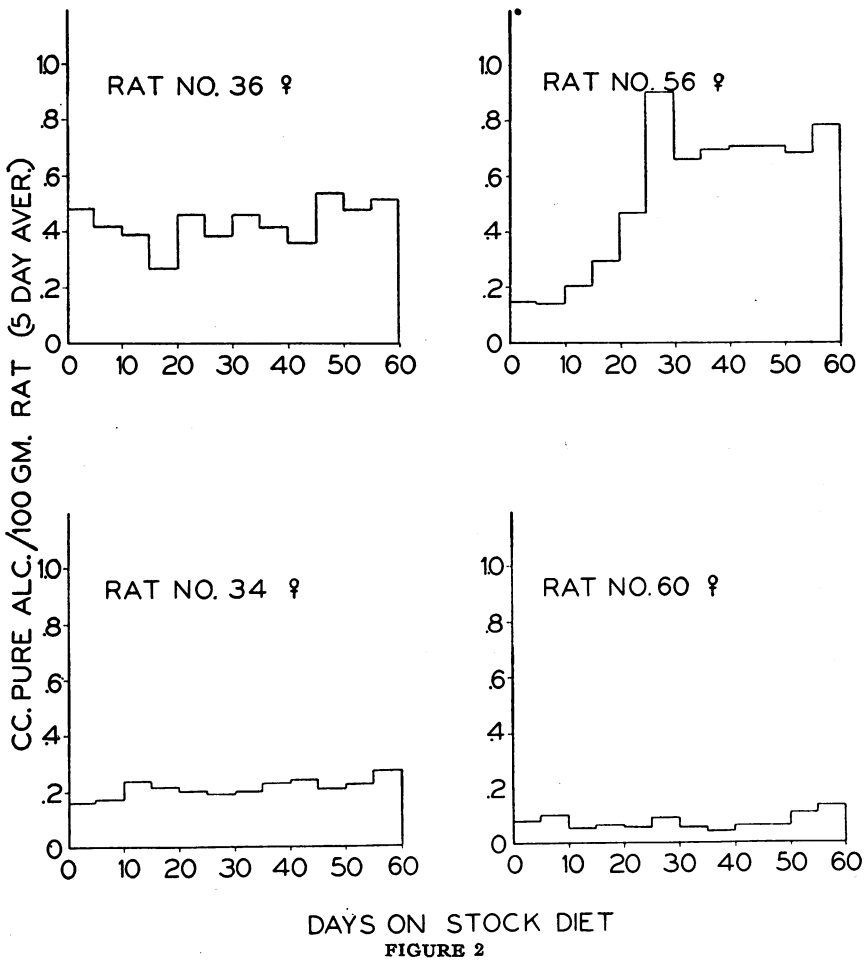 CC. PURE ALC./100 GM. RAT (5 DAY AVER.)
RAT NO. 36 ♀
1.0
.8
.6
.4
.2
0
0 10 20 30 40 50 60
RAT NO. 56 ♀
1.0
.8
.6
.4
.2
0
0 10 20 30 40 50 60
RAT NO. 34 ♀
1.0
.8
.6
.4
.2
0
0 10 20 30 40 50 60
RAT NO. 60 ♀
1.0
.8
.6
.4
.2
0
0 10 20 30 40 50 60
DAYS ON STOCK DIET
FIGURE 2